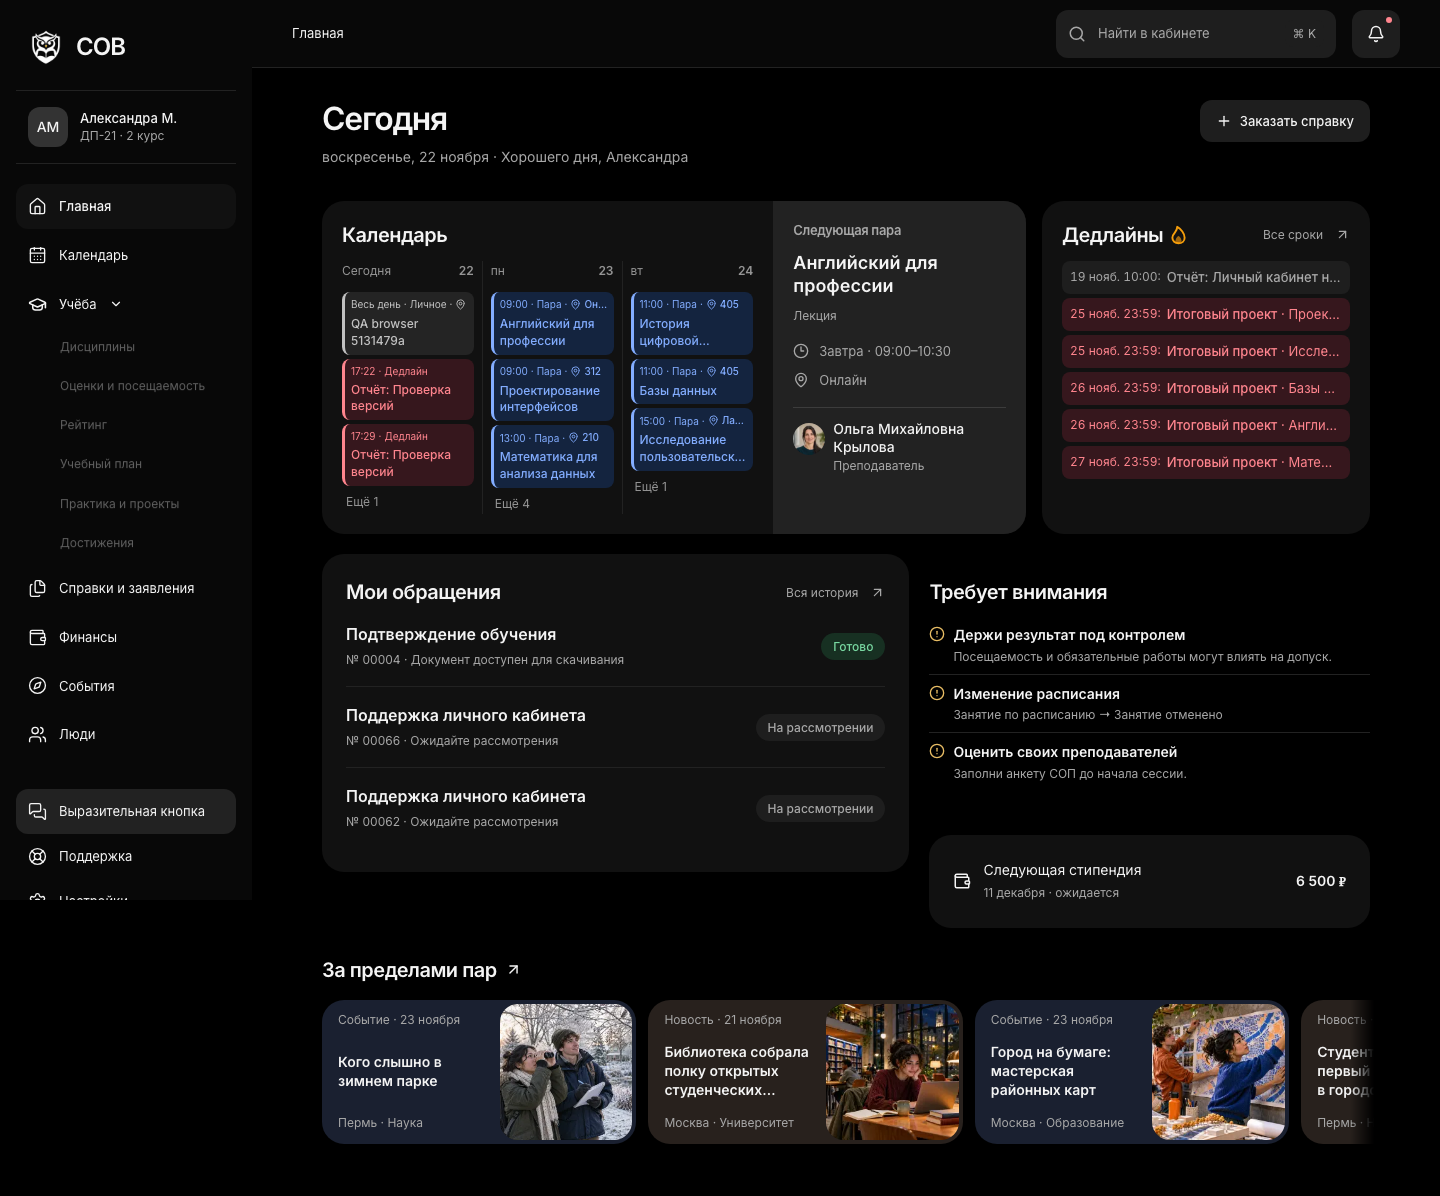 СОВ
Главная
Найти в кабинете
⌘ K
АМ
Александра М.
ДП-21 · 2 курс
Главная
Календарь
Учёба
Дисциплины
Оценки и посещаемость
Рейтинг
Учебный план
Практика и проекты
Достижения
Справки и заявления
Финансы
События
Люди
Выразительная кнопка
Поддержка
Настройки
Сегодня
воскресенье, 22 ноября · Хорошего дня, Александра
Заказать справку
Календарь
Сегодня 22
Весь день · Личное ·
QA browser
5131479a
17:22 · Дедлайн
Отчёт: Проверка
версий
17:29 · Дедлайн
Отчёт: Проверка
версий
Ещё 1
пн 23
09:00 · Пара · Он...
Английский для
профессии
09:00 · Пара · 312
Проектирование
интерфейсов
13:00 · Пара · 210
Математика для
анализа данных
Ещё 4
вт 24
11:00 · Пара · 405
История
цифровой...
11:00 · Пара · 405
Базы данных
15:00 · Пара · Ла...
Исследование
пользовательск...
Ещё 1
Следующая пара
Английский для
профессии
Лекция
Завтра · 09:00–10:30
Онлайн
Ольга Михайловна
Крылова
Преподаватель
Дедлайны
Все сроки
19 нояб. 10:00: Отчёт: Личный кабинет н...
25 нояб. 23:59: Итоговый проект · Проек...
25 нояб. 23:59: Итоговый проект · Иссле...
26 нояб. 23:59: Итоговый проект · Базы ...
26 нояб. 23:59: Итоговый проект · Англи...
27 нояб. 23:59: Итоговый проект · Мате...
Мои обращения
Вся история
Подтверждение обучения
№ 00004 · Документ доступен для скачивания
Готово
Поддержка личного кабинета
№ 00066 · Ожидайте рассмотрения
На рассмотрении
Поддержка личного кабинета
№ 00062 · Ожидайте рассмотрения
На рассмотрении
Требует внимания
Держи результат под контролем
Посещаемость и обязательные работы могут влиять на допуск.
Изменение расписания
Занятие по расписанию → Занятие отменено
Оценить своих преподавателей
Заполни анкету СОП до начала сессии.
Следующая стипендия
11 декабря · ожидается
6 500 ₽
За пределами пар
Событие · 23 ноября
Кого слышно в
зимнем парке
Пермь · Наука
Новость · 21 ноября
Библиотека собрала
полку открытых
студенческих...
Москва · Университет
Событие · 23 ноября
Город на бумаге:
мастерская
районных карт
Москва · Образование
Новость
Студен
первый
в город
Пермь ·